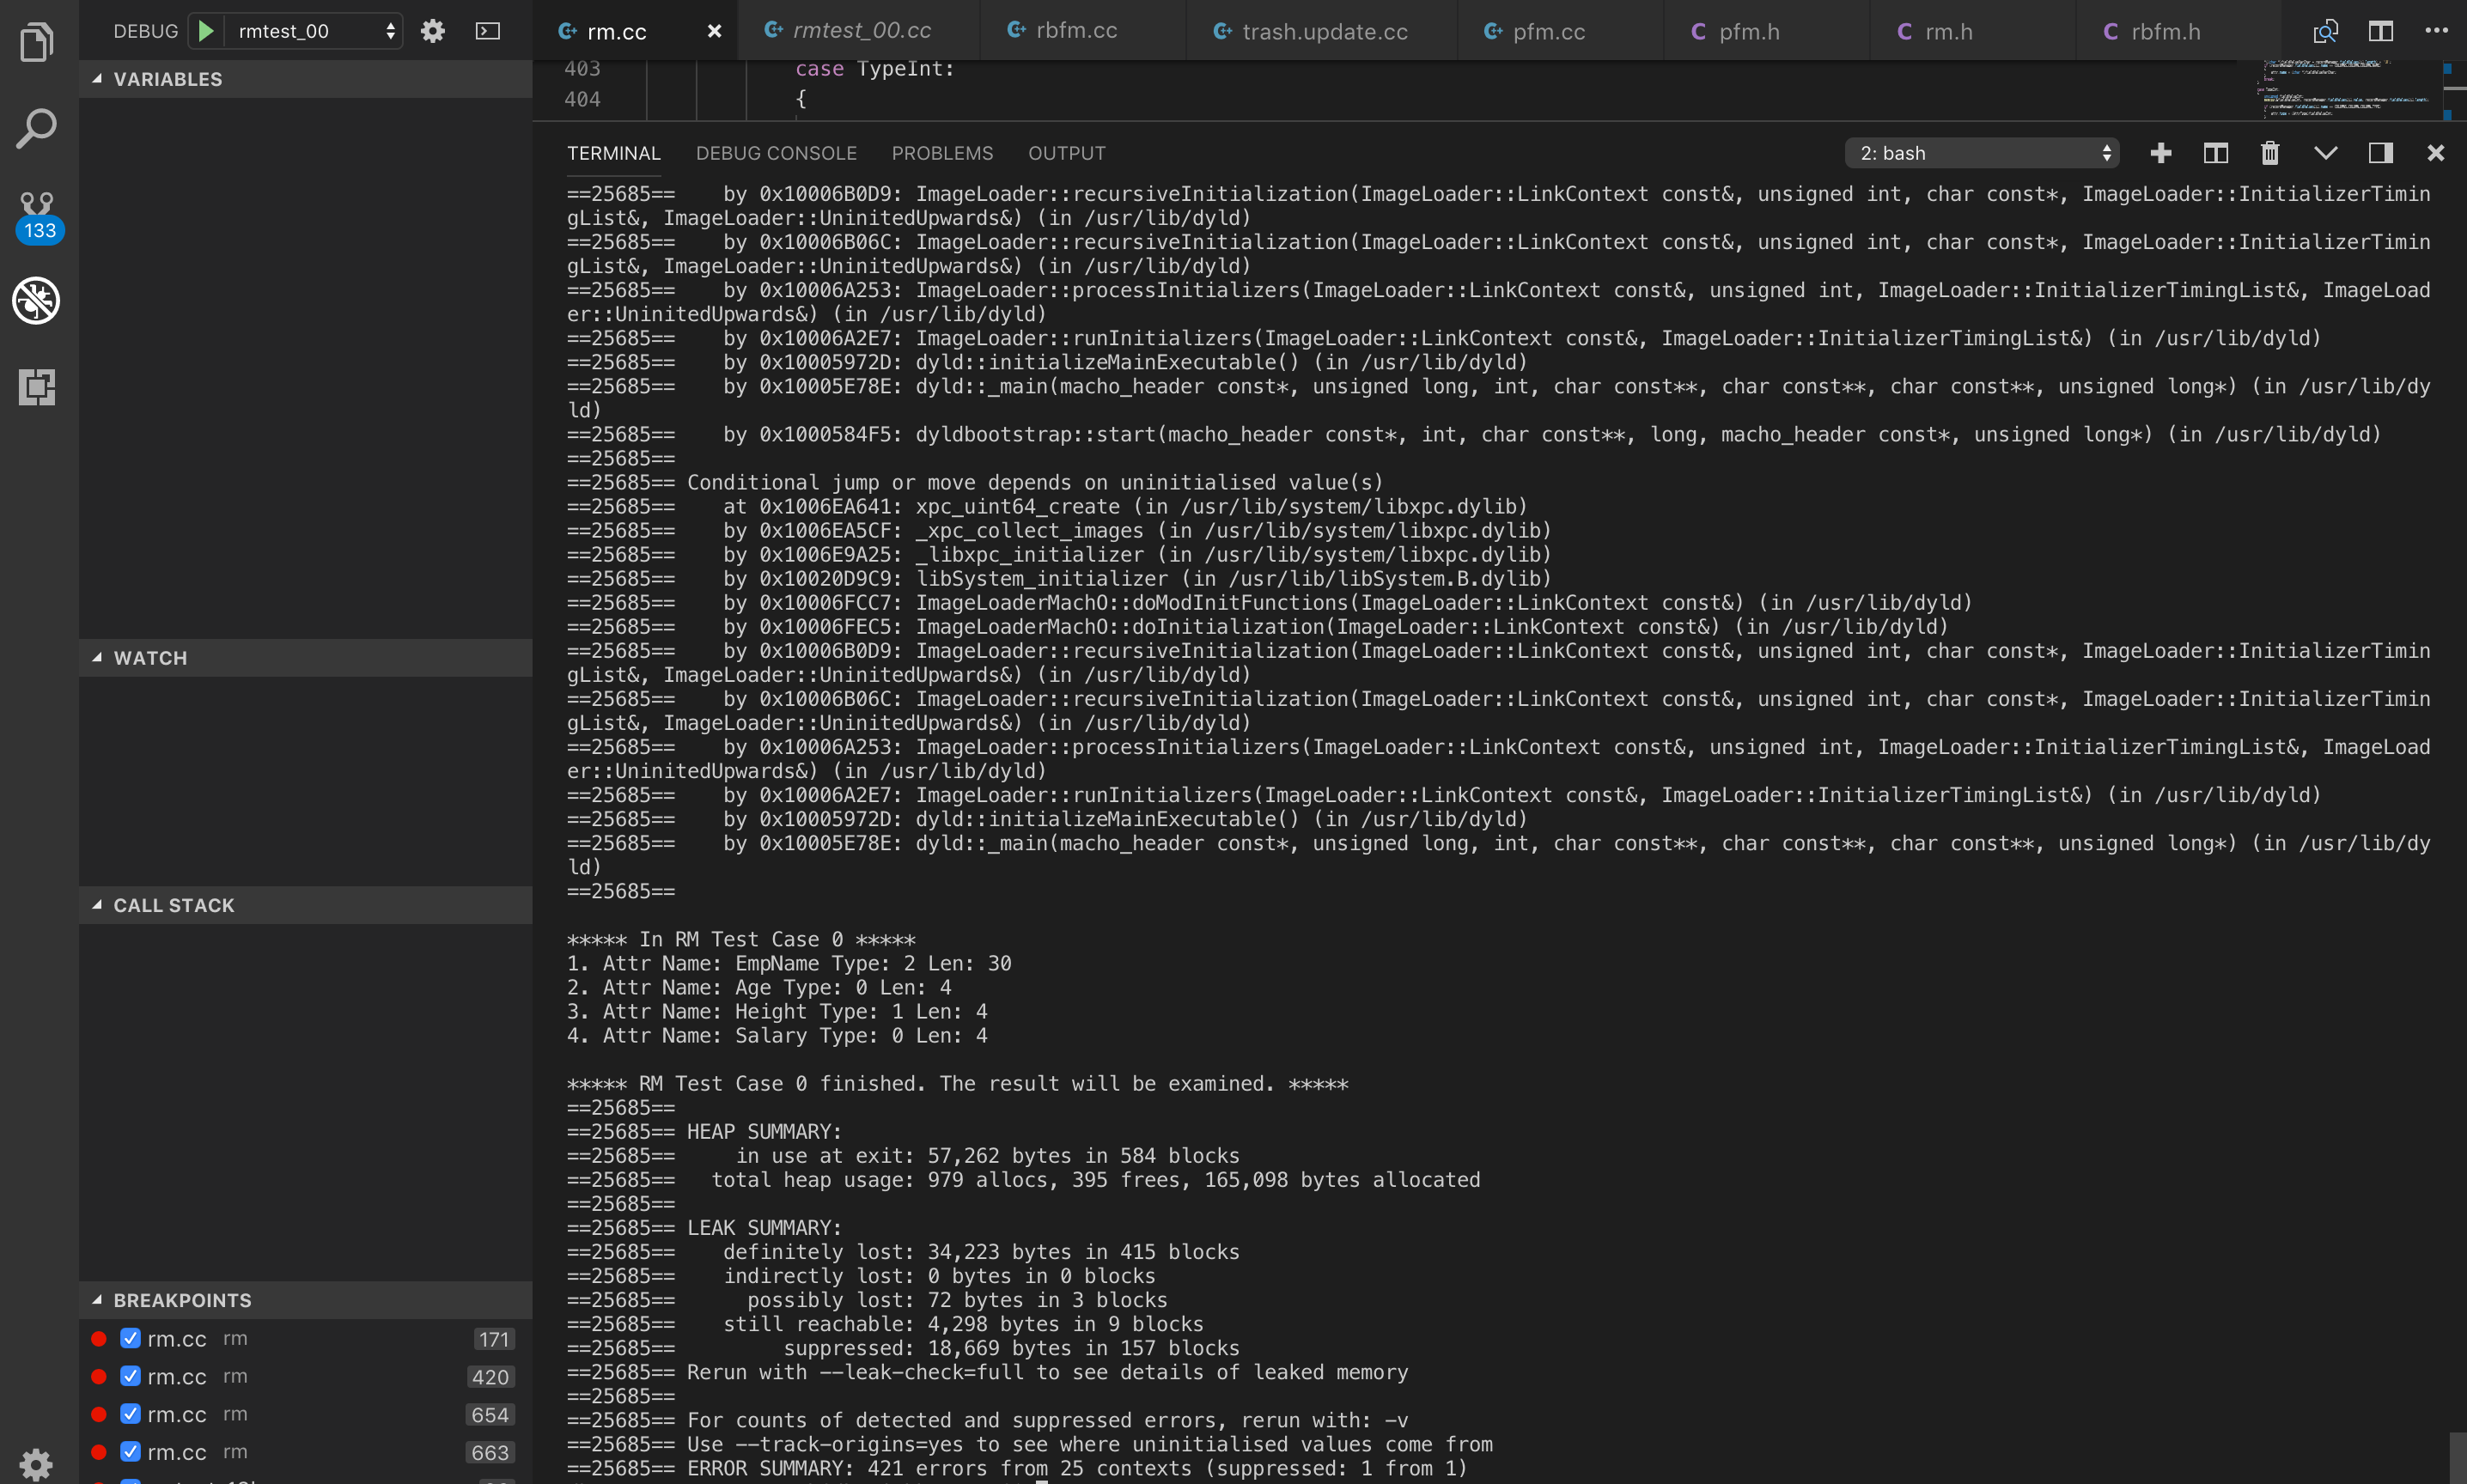 DEBUG rmtest_00
rm.cc rmtest_00.cc rbfm.cc trash.update.cc pfm.cc pfm.h rm.h rbfm.h
133
VARIABLES
WATCH
CALL STACK
BREAKPOINTS
rm.cc rm 171
rm.cc rm 420
rm.cc rm 654
rm.cc rm 663
403 case TypeInt:
404 {
TERMINAL DEBUG CONSOLE PROBLEMS OUTPUT 2: bash
==25685==    by 0x10006B0D9: ImageLoader::recursiveInitialization(ImageLoader::LinkContext const&, unsigned int, char const*, ImageLoader::InitializerTimin
gList&, ImageLoader::UninitedUpwards&) (in /usr/lib/dyld)
==25685==    by 0x10006B06C: ImageLoader::recursiveInitialization(ImageLoader::LinkContext const&, unsigned int, char const*, ImageLoader::InitializerTimin
gList&, ImageLoader::UninitedUpwards&) (in /usr/lib/dyld)
==25685==    by 0x10006A253: ImageLoader::processInitializers(ImageLoader::LinkContext const&, unsigned int, ImageLoader::InitializerTimingList&, ImageLoad
er::UninitedUpwards&) (in /usr/lib/dyld)
==25685==    by 0x10006A2E7: ImageLoader::runInitializers(ImageLoader::LinkContext const&, ImageLoader::InitializerTimingList&) (in /usr/lib/dyld)
==25685==    by 0x10005972D: dyld::initializeMainExecutable() (in /usr/lib/dyld)
==25685==    by 0x10005E78E: dyld::_main(macho_header const*, unsigned long, int, char const**, char const**, char const**, unsigned long*) (in /usr/lib/dy
ld)
==25685==    by 0x1000584F5: dyldbootstrap::start(macho_header const*, int, char const**, long, macho_header const*, unsigned long*) (in /usr/lib/dyld)
==25685==
==25685== Conditional jump or move depends on uninitialised value(s)
==25685==    at 0x1006EA641: xpc_uint64_create (in /usr/lib/system/libxpc.dylib)
==25685==    by 0x1006EA5CF: _xpc_collect_images (in /usr/lib/system/libxpc.dylib)
==25685==    by 0x1006E9A25: _libxpc_initializer (in /usr/lib/system/libxpc.dylib)
==25685==    by 0x10020D9C9: libSystem_initializer (in /usr/lib/libSystem.B.dylib)
==25685==    by 0x10006FCC7: ImageLoaderMachO::doModInitFunctions(ImageLoader::LinkContext const&) (in /usr/lib/dyld)
==25685==    by 0x10006FEC5: ImageLoaderMachO::doInitialization(ImageLoader::LinkContext const&) (in /usr/lib/dyld)
==25685==    by 0x10006B0D9: ImageLoader::recursiveInitialization(ImageLoader::LinkContext const&, unsigned int, char const*, ImageLoader::InitializerTimin
gList&, ImageLoader::UninitedUpwards&) (in /usr/lib/dyld)
==25685==    by 0x10006B06C: ImageLoader::recursiveInitialization(ImageLoader::LinkContext const&, unsigned int, char const*, ImageLoader::InitializerTimin
gList&, ImageLoader::UninitedUpwards&) (in /usr/lib/dyld)
==25685==    by 0x10006A253: ImageLoader::processInitializers(ImageLoader::LinkContext const&, unsigned int, ImageLoader::InitializerTimingList&, ImageLoad
er::UninitedUpwards&) (in /usr/lib/dyld)
==25685==    by 0x10006A2E7: ImageLoader::runInitializers(ImageLoader::LinkContext const&, ImageLoader::InitializerTimingList&) (in /usr/lib/dyld)
==25685==    by 0x10005972D: dyld::initializeMainExecutable() (in /usr/lib/dyld)
==25685==    by 0x10005E78E: dyld::_main(macho_header const*, unsigned long, int, char const**, char const**, char const**, unsigned long*) (in /usr/lib/dy
ld)
==25685==
***** In RM Test Case 0 *****
1. Attr Name: EmpName Type: 2 Len: 30
2. Attr Name: Age Type: 0 Len: 4
3. Attr Name: Height Type: 1 Len: 4
4. Attr Name: Salary Type: 0 Len: 4
***** RM Test Case 0 finished. The result will be examined. *****
==25685==
==25685== HEAP SUMMARY:
==25685==     in use at exit: 57,262 bytes in 584 blocks
==25685==   total heap usage: 979 allocs, 395 frees, 165,098 bytes allocated
==25685==
==25685== LEAK SUMMARY:
==25685==    definitely lost: 34,223 bytes in 415 blocks
==25685==    indirectly lost: 0 bytes in 0 blocks
==25685==      possibly lost: 72 bytes in 3 blocks
==25685==    still reachable: 4,298 bytes in 9 blocks
==25685==         suppressed: 18,669 bytes in 157 blocks
==25685== Rerun with --leak-check=full to see details of leaked memory
==25685==
==25685== For counts of detected and suppressed errors, rerun with: -v
==25685== Use --track-origins=yes to see where uninitialised values come from
==25685== ERROR SUMMARY: 421 errors from 25 contexts (suppressed: 1 from 1)